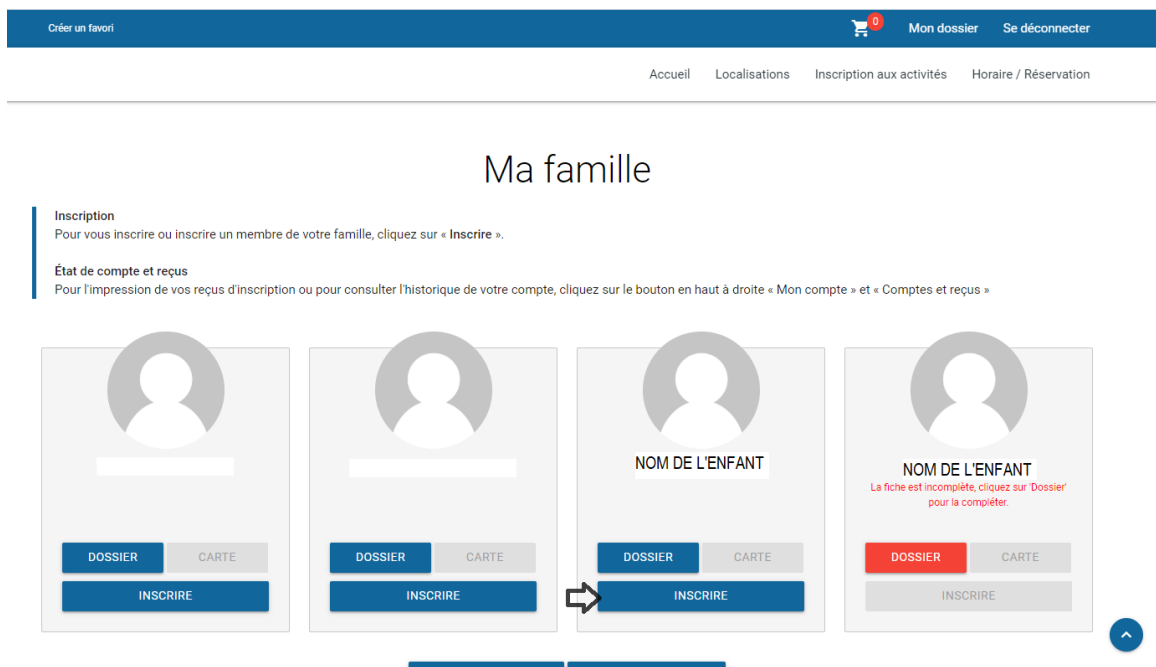 Créer un favori
0
Mon dossier
Se déconnecter
Accueil
Localisations
Inscription aux activités
Horaire / Réservation
Ma famille
Inscription
Pour vous inscrire ou inscrire un membre de votre famille, cliquez sur « Inscrire ».
État de compte et reçus
Pour l'impression de vos reçus d'inscription ou pour consulter l'historique de votre compte, cliquez sur le bouton en haut à droite « Mon compte » et « Comptes et reçus »
DOSSIER
CARTE
INSCRIRE
DOSSIER
CARTE
INSCRIRE
NOM DE L'ENFANT
DOSSIER
CARTE
INSCRIRE
NOM DE L'ENFANT
La fiche est incomplète, cliquez sur 'Dossier'
pour la compléter.
DOSSIER
CARTE
INSCRIRE